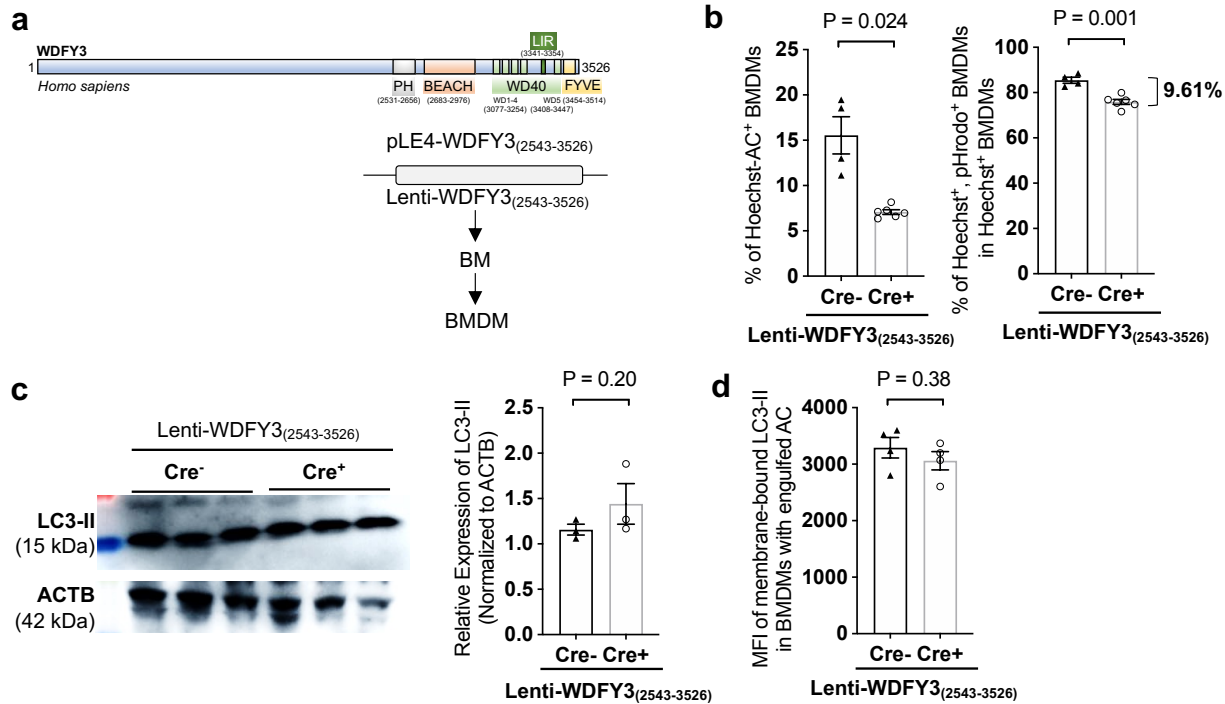 a
WDFY3
LIR
(3341-3354)
1
3526
Homo sapiens
PH
BEACH
WD40
FYVE
(2531-2656)
(2683-2976)
WD1-4
WD5
(3454-3514)
(3077-3254)
(3408-3447)
pLE4-WDFY3(2543-3526)
Lenti-WDFY3(2543-3526)
BM
BMDM
b
P = 0.024
% of Hoechst-AC+ BMDMs
25
20
15
10
5
0
Cre- Cre+
Lenti-WDFY3(2543-3526)
P = 0.001
% of Hoechst+, pHrodo+ BMDMs
in Hoechst+ BMDMs
100
80
60
40
20
0
9.61%
Cre- Cre+
Lenti-WDFY3(2543-3526)
c
Lenti-WDFY3(2543-3526)
Cre-
Cre+
LC3-II
(15 kDa)
ACTB
(42 kDa)
P = 0.20
Relative Expression of LC3-II
(Normalized to ACTB)
2.5
2.0
1.5
1.0
0.5
0.0
Cre- Cre+
Lenti-WDFY3(2543-3526)
d
P = 0.38
MFI of membrane-bound LC3-II
in BMDMs with engulfed AC
4000
3000
2000
1000
0
Cre- Cre+
Lenti-WDFY3(2543-3526)